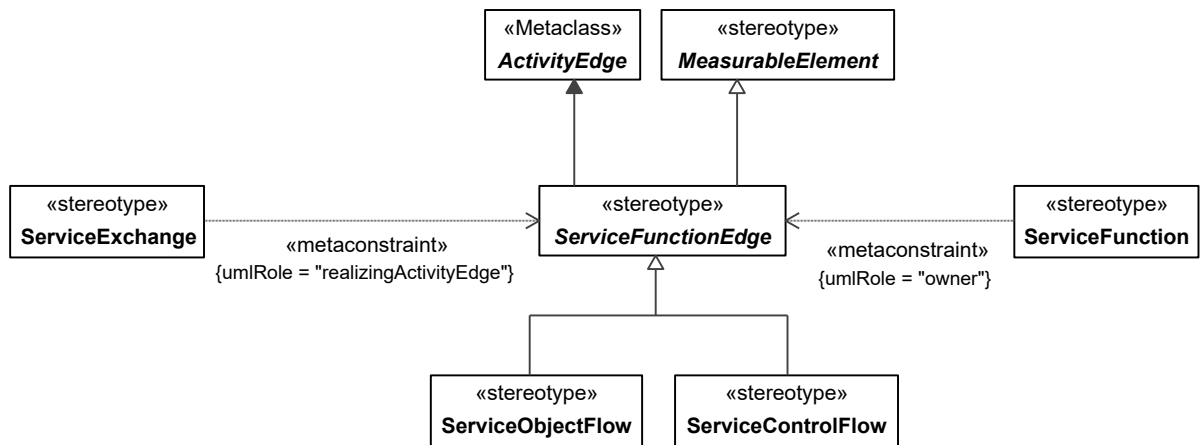 «Metaclass»
ActivityEdge
«stereotype»
MeasurableElement
«stereotype»
ServiceExchange
«stereotype»
ServiceFunctionEdge
«stereotype»
ServiceFunction
«metaconstraint»
{umlRole = "realizingActivityEdge"}
«metaconstraint»
{umlRole = "owner"}
«stereotype»
ServiceObjectFlow
«stereotype»
ServiceControlFlow